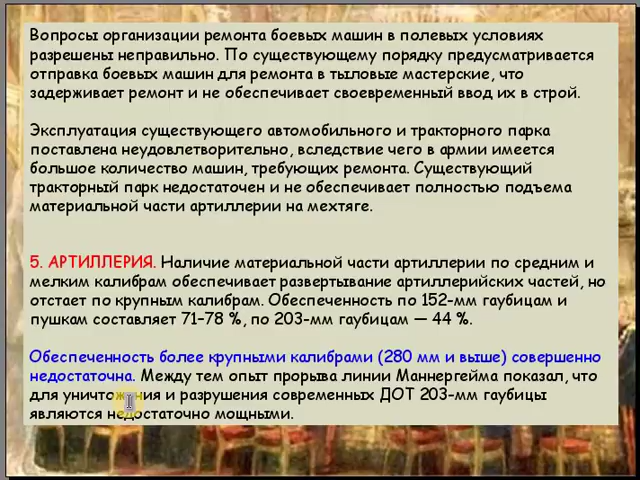 Вопросы организации ремонта боевых машин в полевых условиях
разрешены неправильно. По существующему порядку предусматривается
отправка боевых машин для ремонта в тыловые мастерские, что
задерживает ремонт и не обеспечивает своевременный ввод их в строй.
Эксплуатация существующего автомобильного и тракторного парка
поставлена неудовлетворительно, вследствие чего в армии имеется
большое количество машин, требующих ремонта. Существующий
тракторный парк недостаточен и не обеспечивает полностью подъема
материальной части артиллерии на мехтяге.
5. АРТИЛЛЕРИЯ. Наличие материальной части артиллерии по средним и
мелким калибрам обеспечивает развертывание артиллерийских частей, но
отстает по крупным калибрам. Обеспеченность по 152-мм гаубицам и
пушкам составляет 71–78 %, по 203-мм гаубицам — 44 %.
Обеспеченность более крупными калибрами (280 мм и выше) совершенно
недостаточна. Между тем опыт прорыва линии Маннергейма показал, что
для уничтожения и разрушения современных ДОТ 203-мм гаубицы
являются недостаточно мощными.